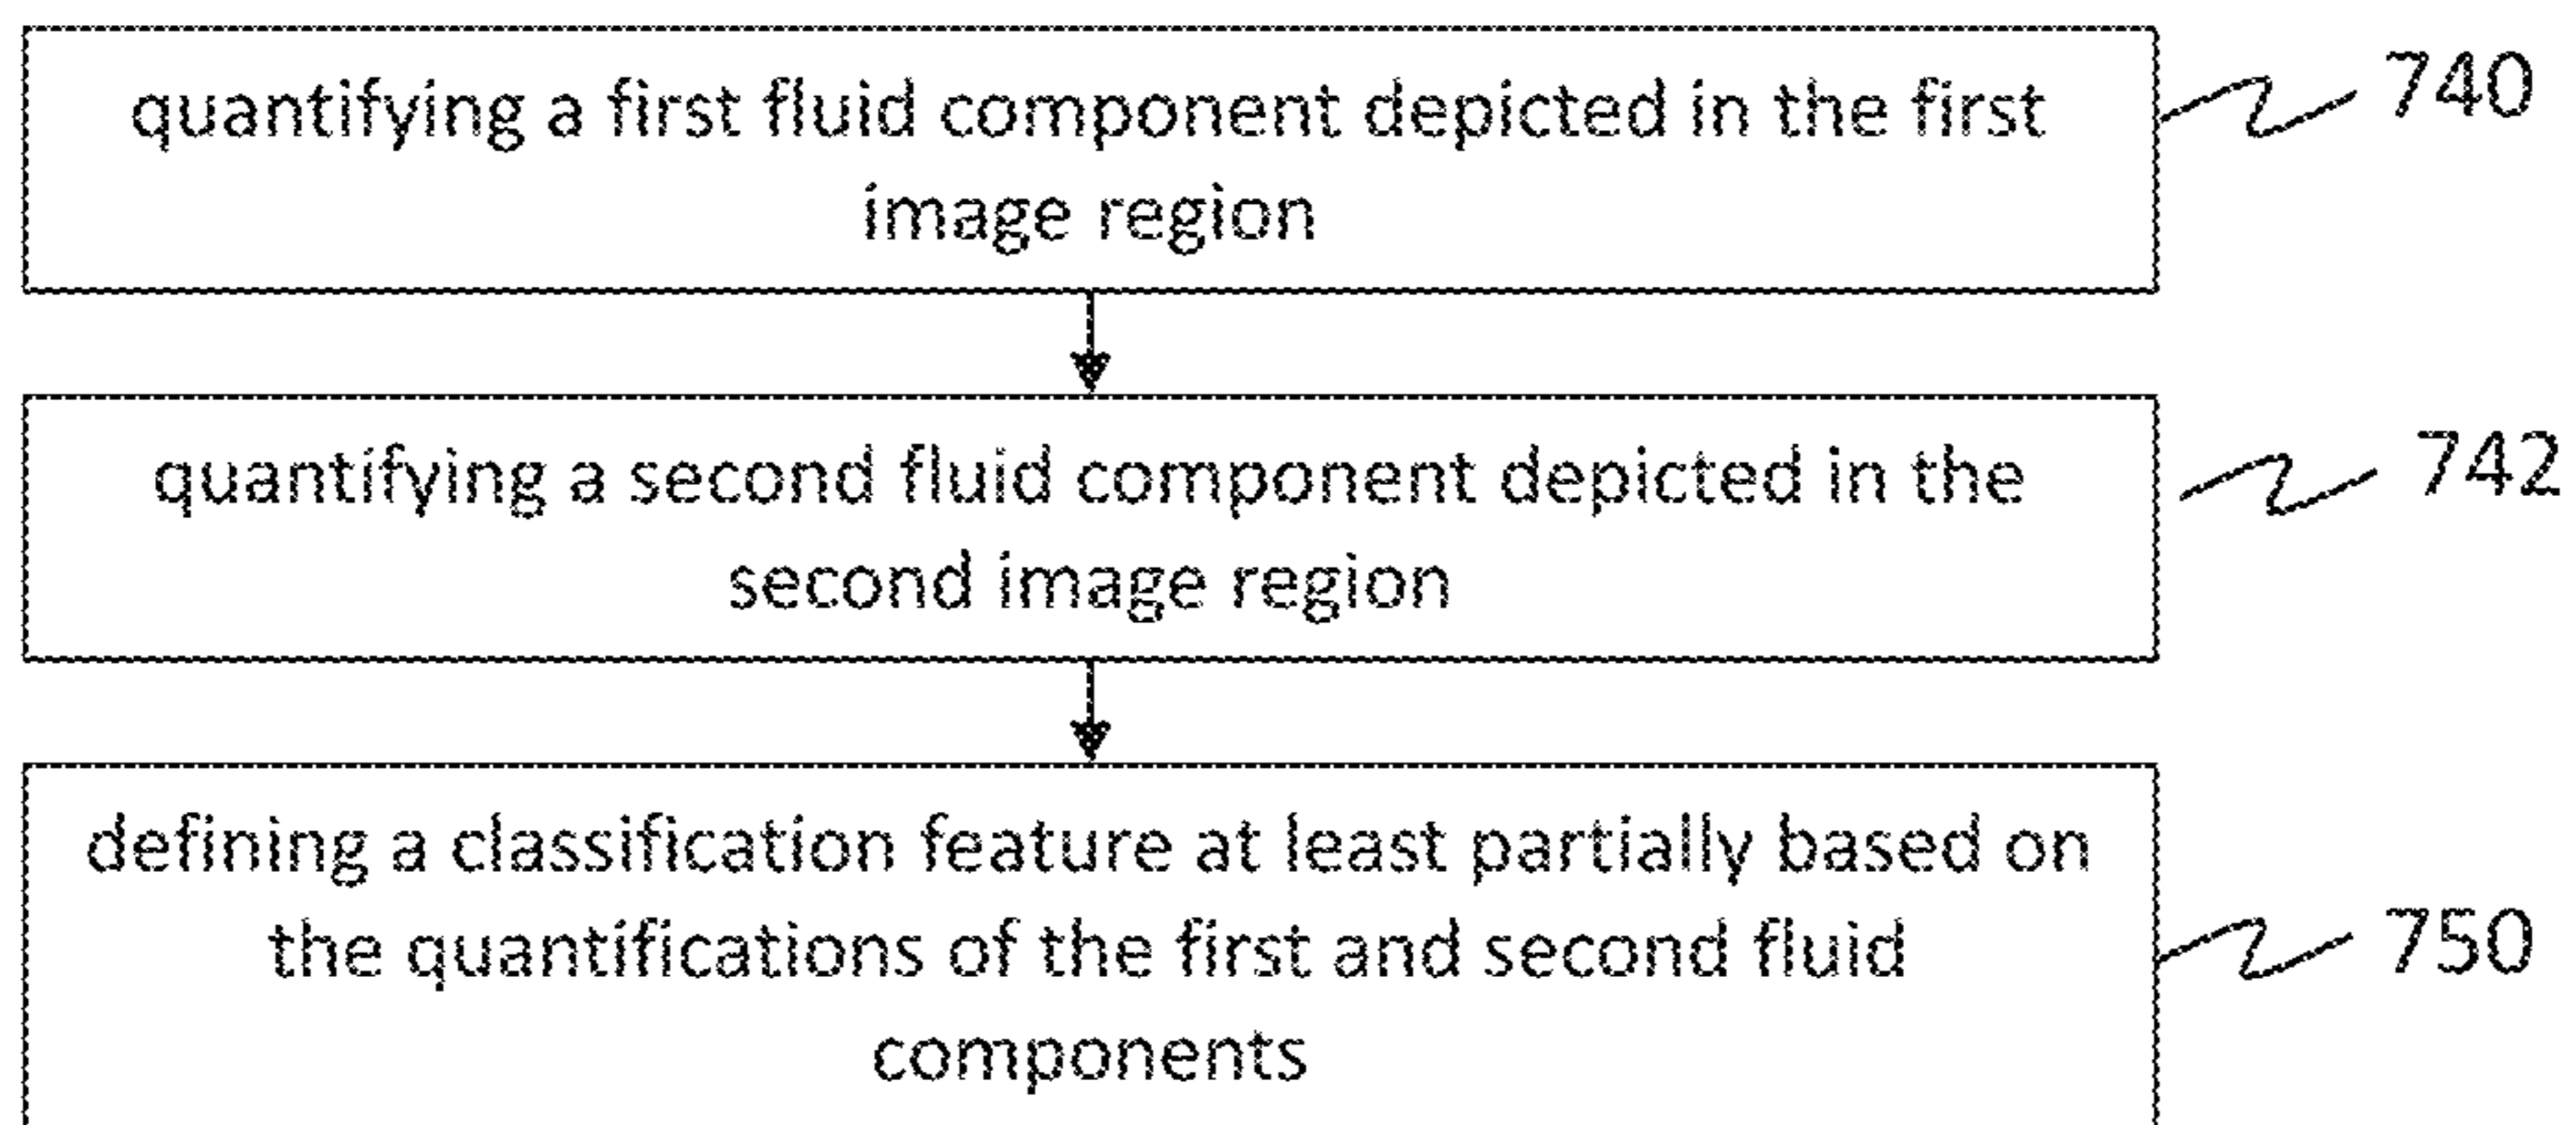 quantifying a first fluid component depicted in the first
image region
740
quantifying a second fluid component depicted in the
second image region
742
defining a classification feature at least partially based on
the quantifications of the first and second fluid
components
750